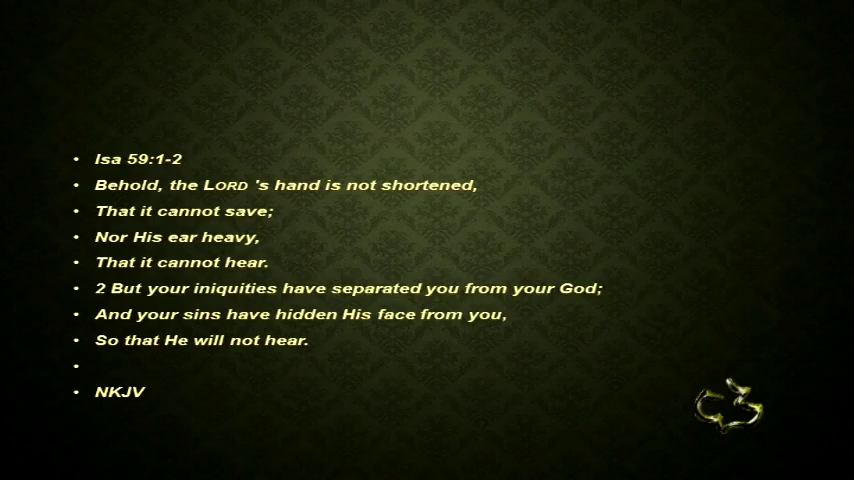 • Isa 59:1-2
• Behold, the LORD 's hand is not shortened,
• That it cannot save;
• Nor His ear heavy,
• That it cannot hear.
• 2 But your iniquities have separated you from your God;
• And your sins have hidden His face from you,
• So that He will not hear.
•
• NKJV
C3